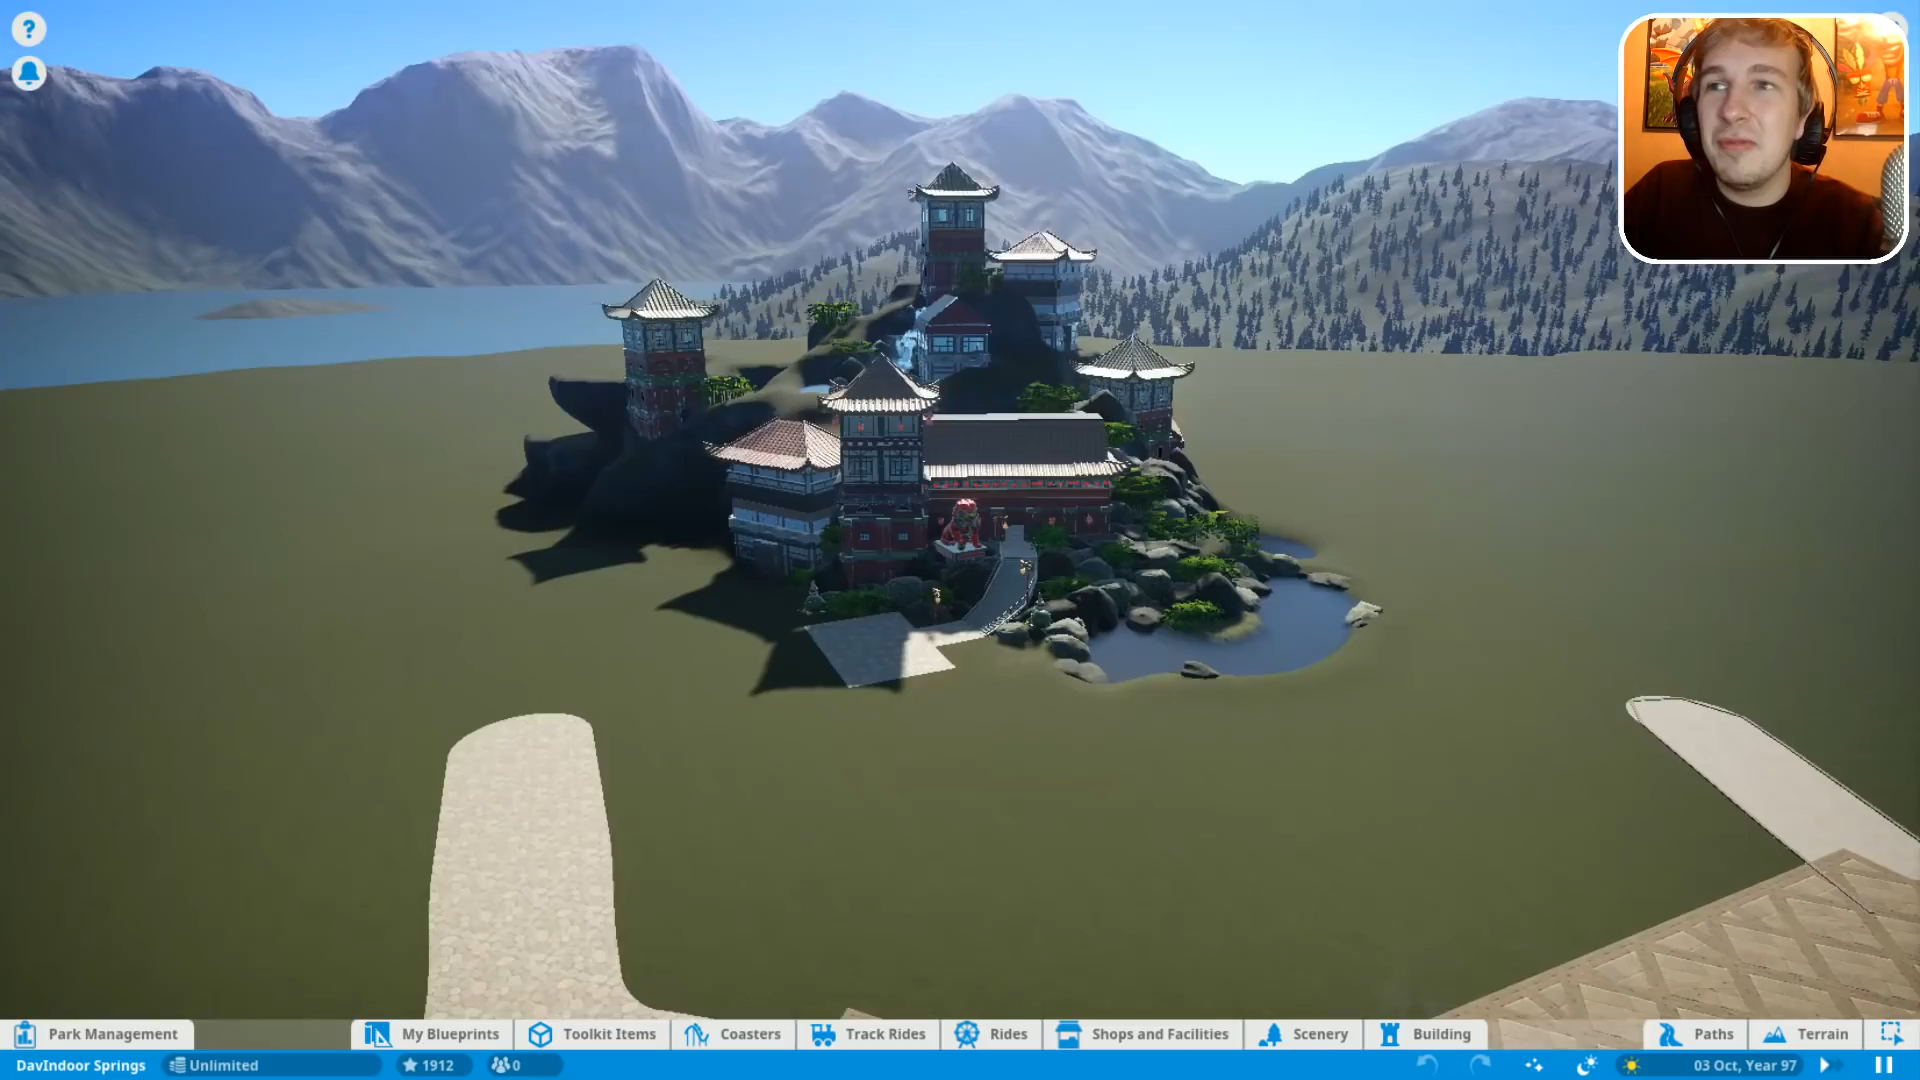 ?
Park Management
My Blueprints
Toolkit Items
Coasters
Track Rides
Rides
Shops and Facilities
Scenery
Building
Paths
Terrain
DavIndoor Springs
Unlimited
1912
0
03 Oct, Year 97